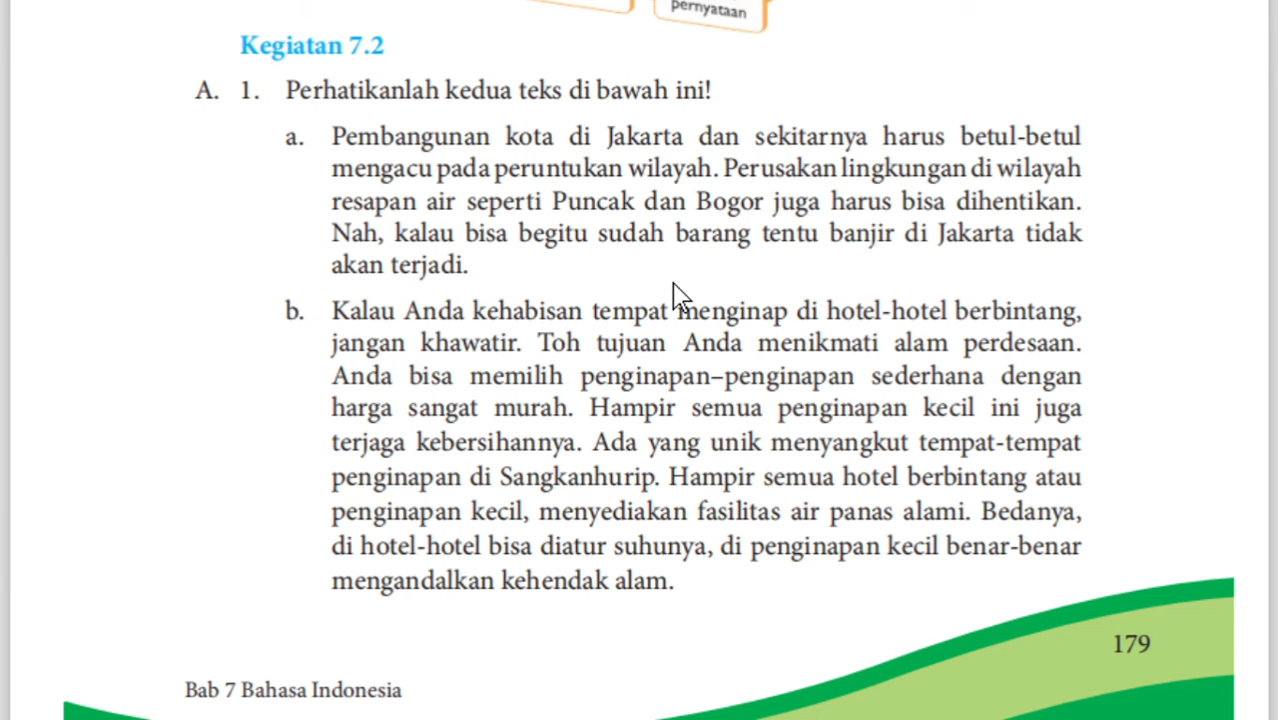 pernyataan
Kegiatan 7.2
A. 1. Perhatikanlah kedua teks di bawah ini!
a. Pembangunan kota di Jakarta dan sekitarnya harus betul-betul
mengacu pada peruntukan wilayah. Perusakan lingkungan di wilayah
resapan air seperti Puncak dan Bogor juga harus bisa dihentikan.
Nah, kalau bisa begitu sudah barang tentu banjir di Jakarta tidak
akan terjadi.
b. Kalau Anda kehabisan tempat menginap di hotel-hotel berbintang,
jangan khawatir. Toh tujuan Anda menikmati alam perdesaan.
Anda bisa memilih penginapan–penginapan sederhana dengan
harga sangat murah. Hampir semua penginapan kecil ini juga
terjaga kebersihannya. Ada yang unik menyangkut tempat-tempat
penginapan di Sangkanhurip. Hampir semua hotel berbintang atau
penginapan kecil, menyediakan fasilitas air panas alami. Bedanya,
di hotel-hotel bisa diatur suhunya, di penginapan kecil benar-benar
mengandalkan kehendak alam.
179
Bab 7 Bahasa Indonesia